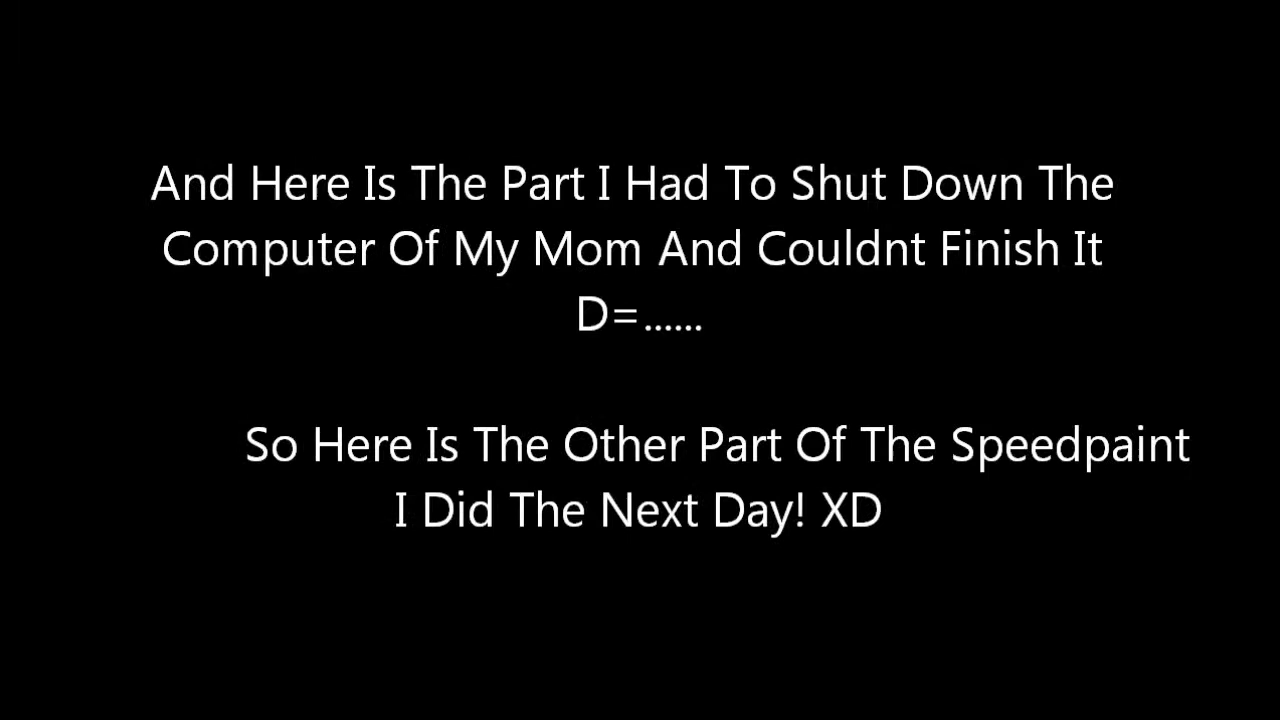 And Here Is The Part I Had To Shut Down The
Computer Of My Mom And Couldnt Finish It
D=......
So Here Is The Other Part Of The Speedpaint
I Did The Next Day! XD